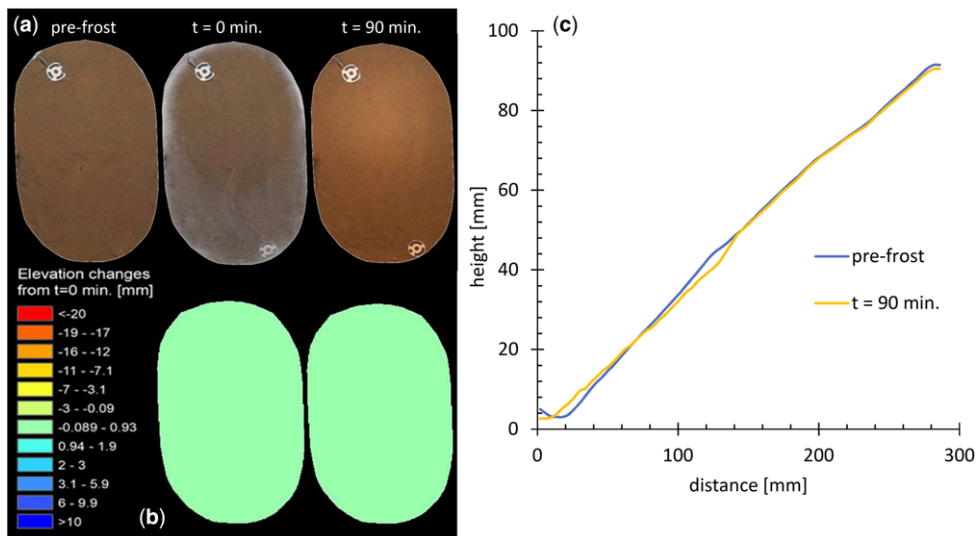 (a) pre-frost t = 0 min. t = 90 min.
Elevation changes
from t=0 min. [mm]
<-20
-19 - -17
-16 - -12
-11 - -7.1
-7 - -3.1
-3 - -0.09
-0.089 - 0.93
0.94 - 1.9
2 - 3
3.1 - 5.9
6 - 9.9
>10
(b)
(c)
100
80
60
40
20
0
height [mm]
0 100 200 300
distance [mm]
pre-frost
t = 90 min.